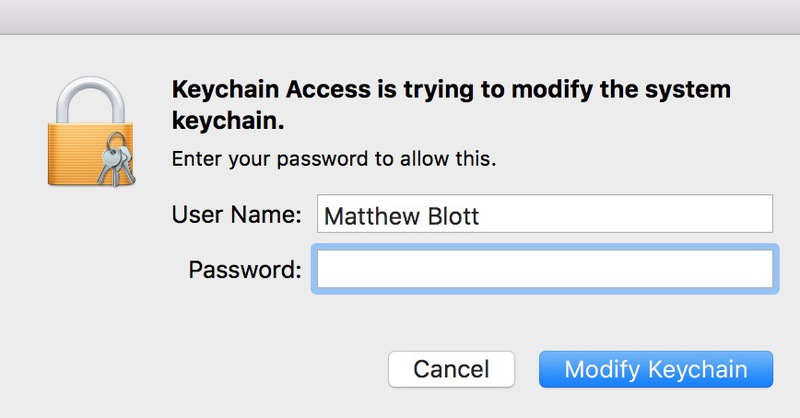 Keychain Access is trying to modify the system
keychain.
Enter your password to allow this.
User Name: Matthew Blott
Password:
Cancel Modify Keychain